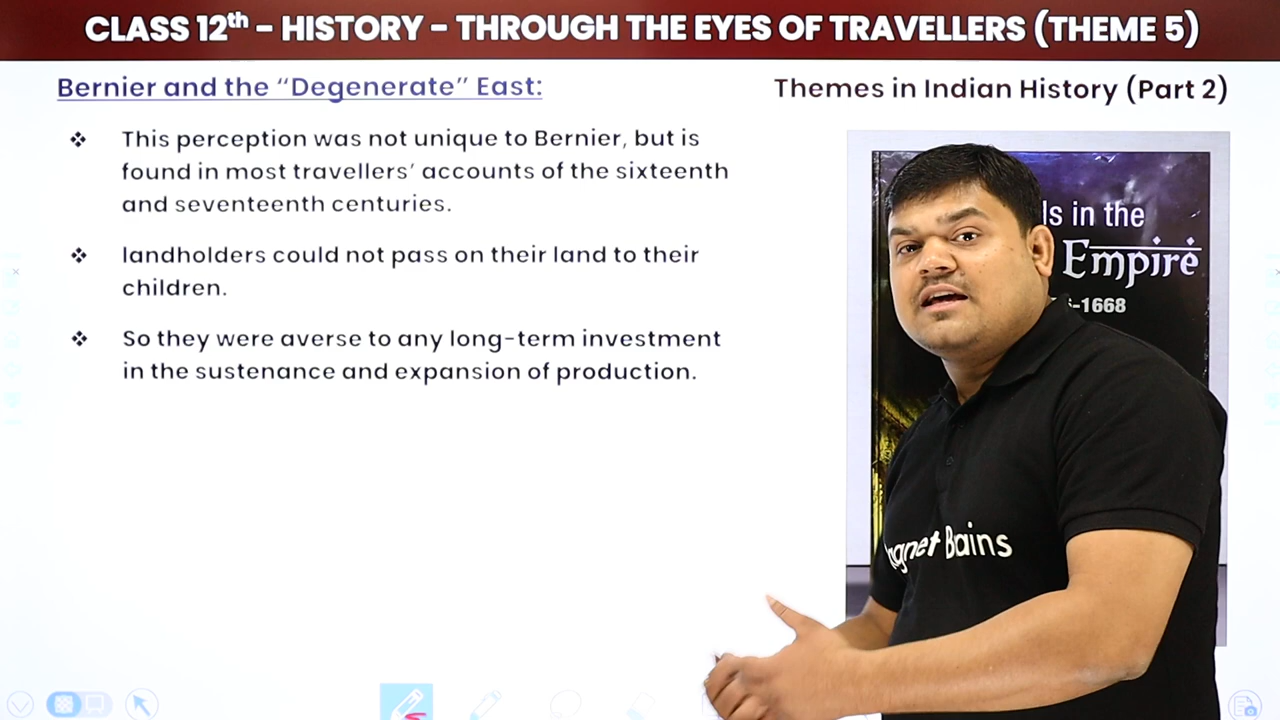 CLASS 12th – HISTORY – THROUGH THE EYES OF TRAVELLERS (THEME 5)
Bernier and the “Degenerate” East:
Themes in Indian History (Part 2)
❖ This perception was not unique to Bernier, but is
found in most travellers’ accounts of the sixteenth
and seventeenth centuries.
❖ landholders could not pass on their land to their
children.
❖ So they were averse to any long-term investment
in the sustenance and expansion of production.
in the
Empire
-1668
Brains